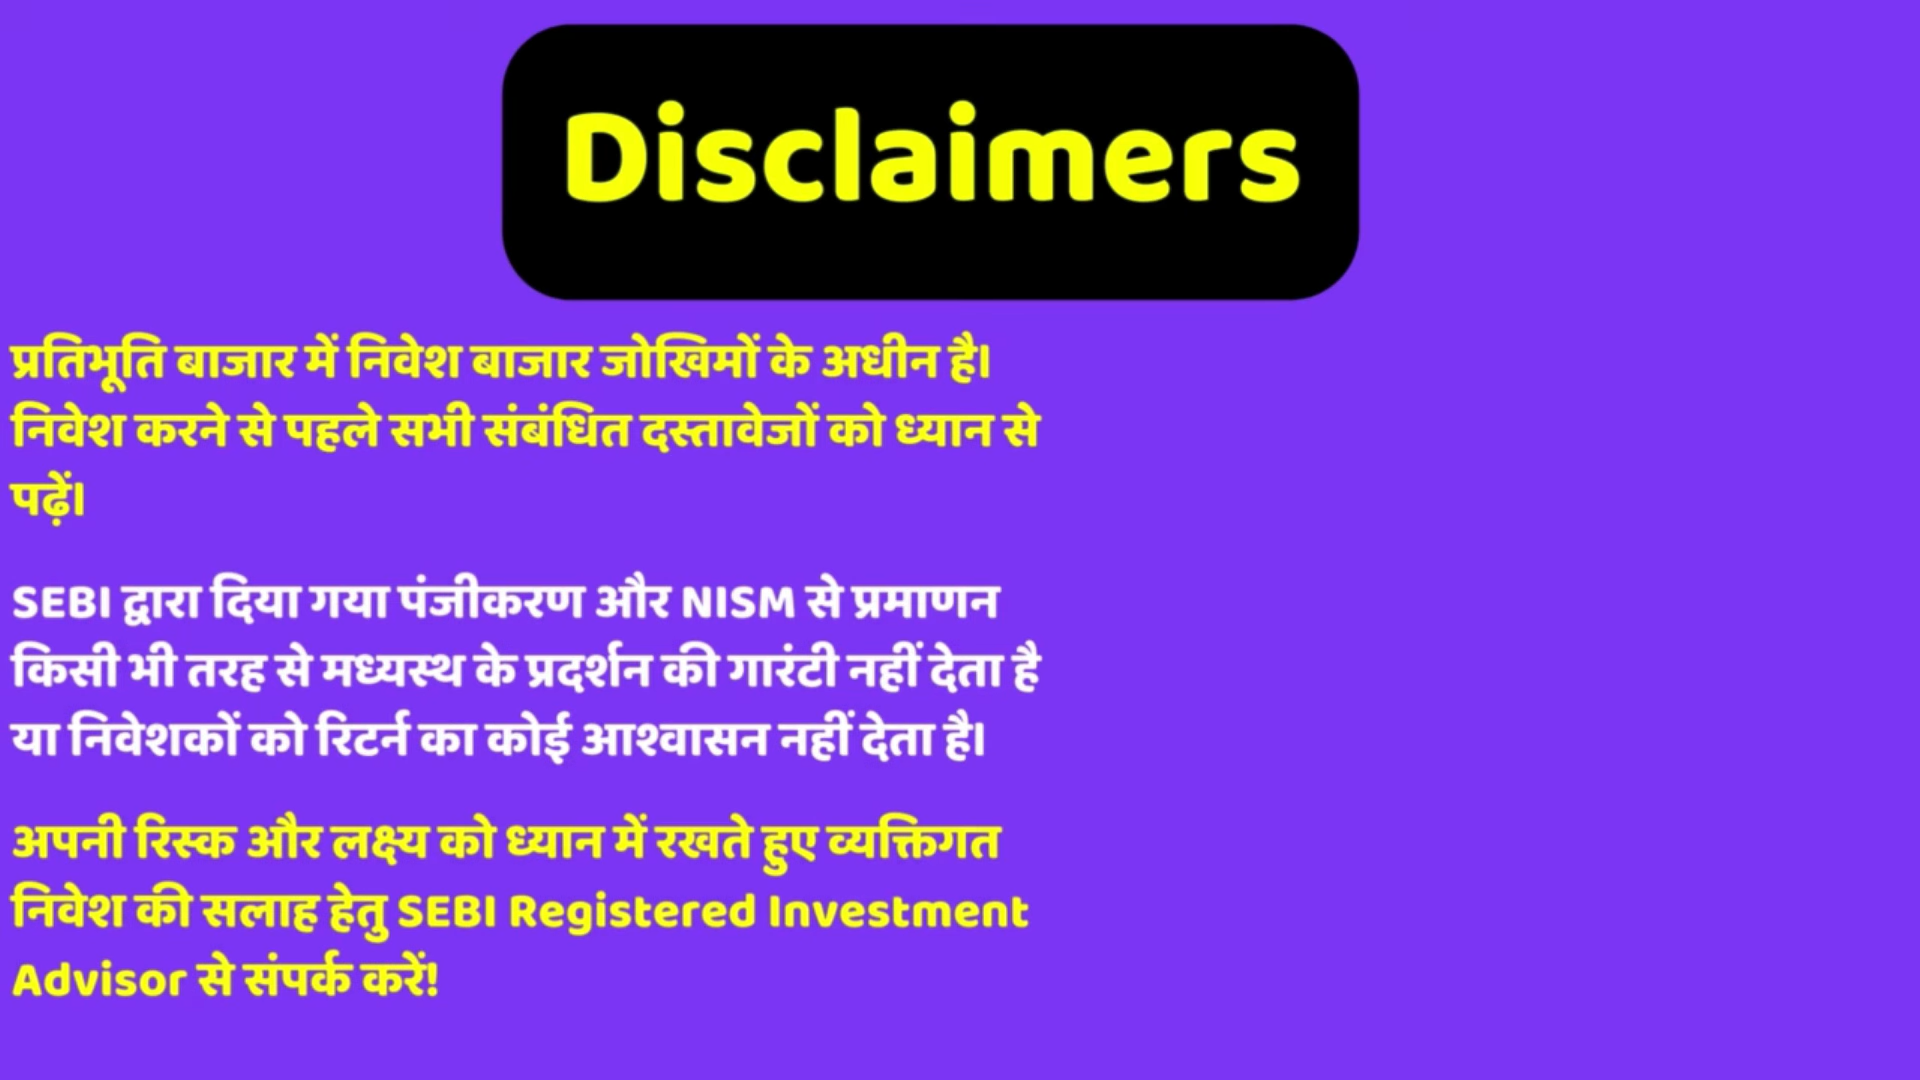 Disclaimers
प्रतिभूति बाजार में निवेश बाजार जोखिमों के अधीन है।
निवेश करने से पहले सभी संबंधित दस्तावेजों को ध्यान से
पढ़ें।
SEBI द्वारा दिया गया पंजीकरण और NISM से प्रमाणन
किसी भी तरह से मध्यस्थ के प्रदर्शन की गारंटी नहीं देता है
या निवेशकों को रिटर्न का कोई आश्वासन नहीं देता है।
अपनी रिस्क और लक्ष्य को ध्यान में रखते हुए व्यक्तिगत
निवेश की सलाह हेतु SEBI Registered Investment
Advisor से संपर्क करें!